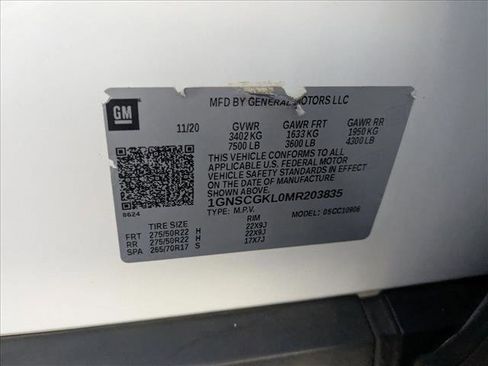 GM
MFD BY GENERAL MOTORS LLC
11/20 GVWR GAWR FRT GAWR RR
3402 KG 1633 KG 1950 KG
7500 LB 3600 LB 4300 LB
THIS VEHICLE CONFORMS TO ALL
APPLICABLE U.S. FEDERAL MOTOR
VEHICLE SAFETY STANDARDS IN EFFECT
ON THE DATE OF MANUFACTURE
SHOWN ABOVE.
1GNSCGKL0MR203835
0624 TYPE: M.P.V. MODEL: 05CC10906
TIRE SIZE RIM
FRT 275/50R22 H 22X9J
RR 275/50R22 H 22X9J
SPA 265/70R17 S 17X7J